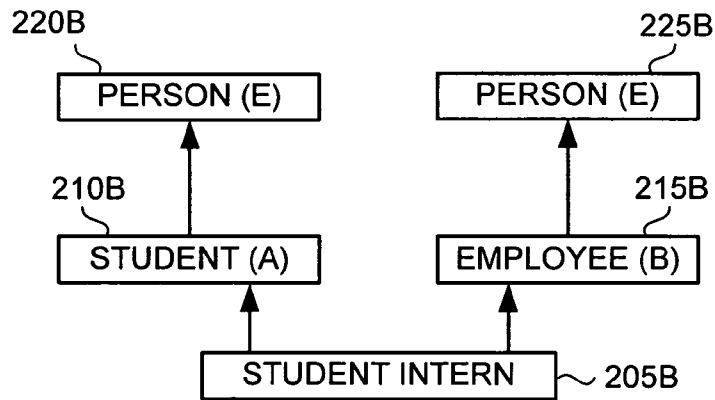 220B
225B
PERSON (E)
PERSON (E)
210B
215B
STUDENT (A)
EMPLOYEE (B)
STUDENT INTERN
205B